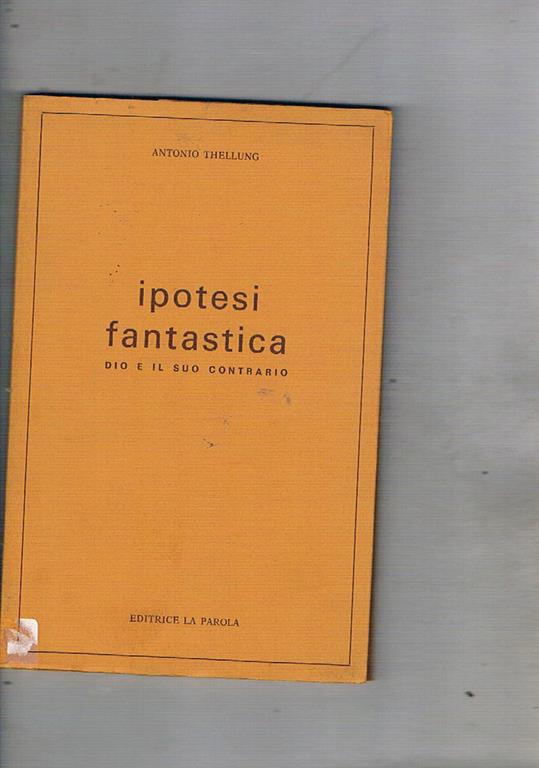 ANTONIO THELLUNG
ipotesi
fantastica
DIO E IL SUO CONTRARIO
EDITRICE LA PAROLA